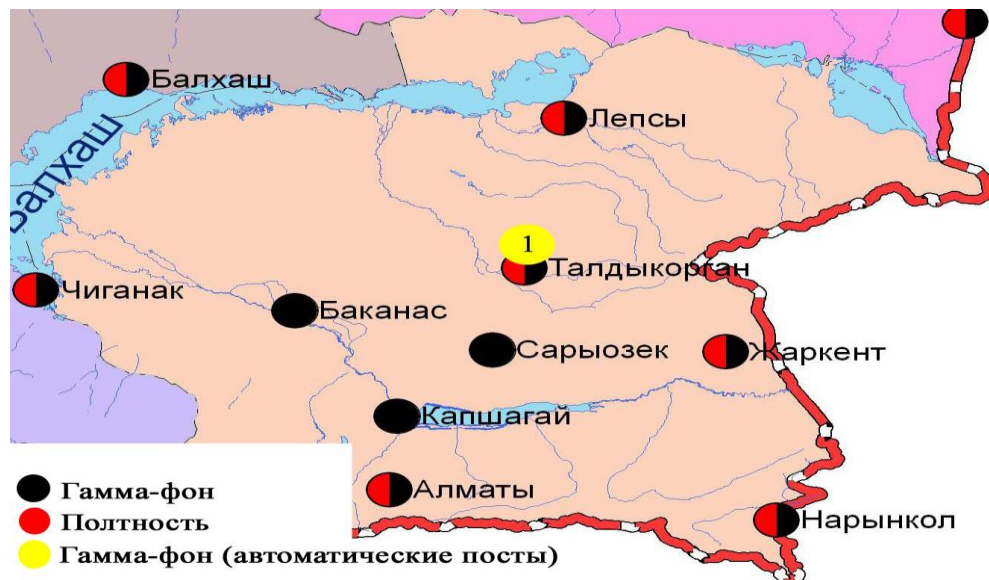 Балхаш
Лепсы
Балхаш
1
Талдыкорган
Чиганак
Баканас
Сарыозек
Жаркент
Капшагай
Алматы
Нарынкол
Гамма-фон
Полтность
Гамма-фон (автоматические посты)